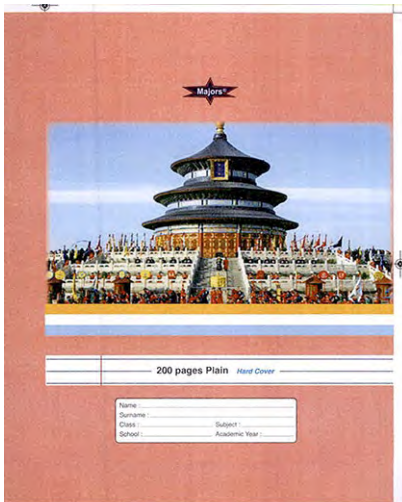 Majors®
200 pages Plain Hard Cover
Name :
Surname :
Class : Subject :
School : Academic Year :